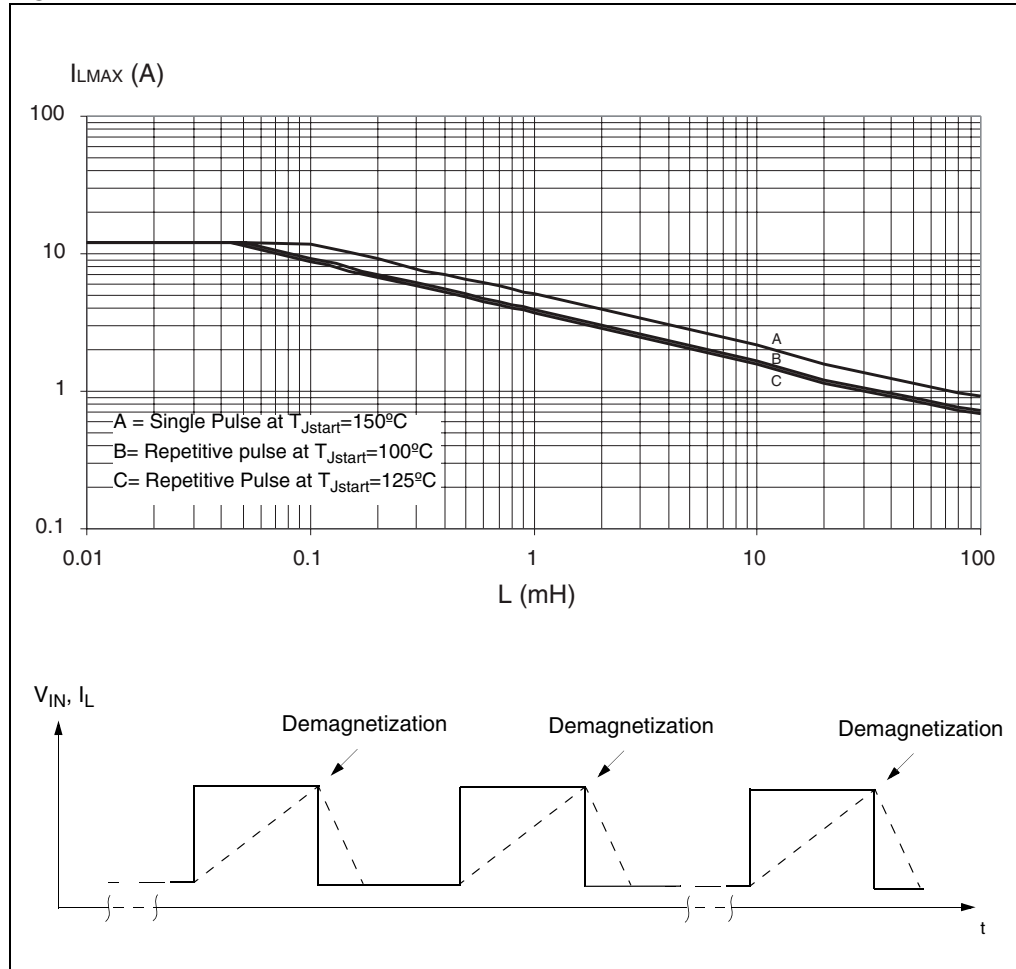 ILMAX (A)
100
10
1
0.1
A
B
C
A = Single Pulse at TJstart=150ºC
B= Repetitive pulse at TJstart=100ºC
C= Repetitive Pulse at TJstart=125ºC
0.01 0.1 1 10 100
L (mH)
VIN, IL
Demagnetization Demagnetization Demagnetization
t